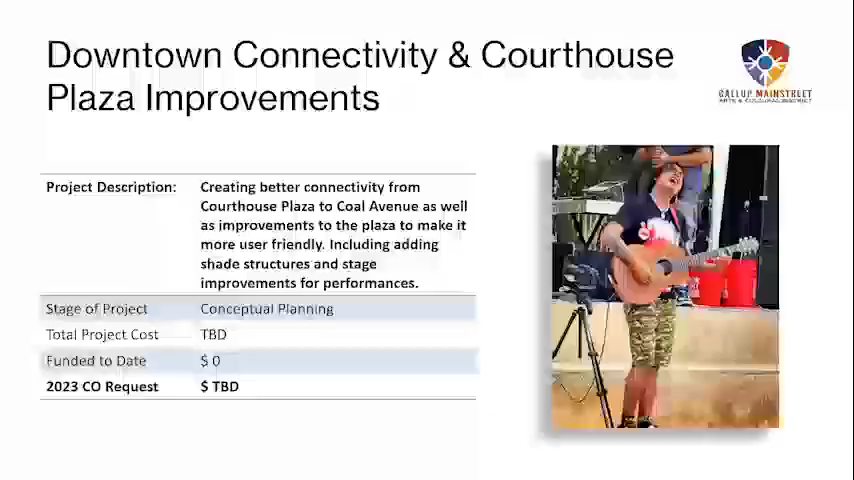 Downtown Connectivity & Courthouse
Plaza Improvements
GALLUP MAINSTREET
ARTS & CULTURAL DISTRICT
Project Description: Creating better connectivity from
Courthouse Plaza to Coal Avenue as well
as improvements to the plaza to make it
more user friendly. Including adding
shade structures and stage
improvements for performances.
Stage of Project Conceptual Planning
Total Project Cost TBD
Funded to Date $ 0
2023 CO Request $ TBD